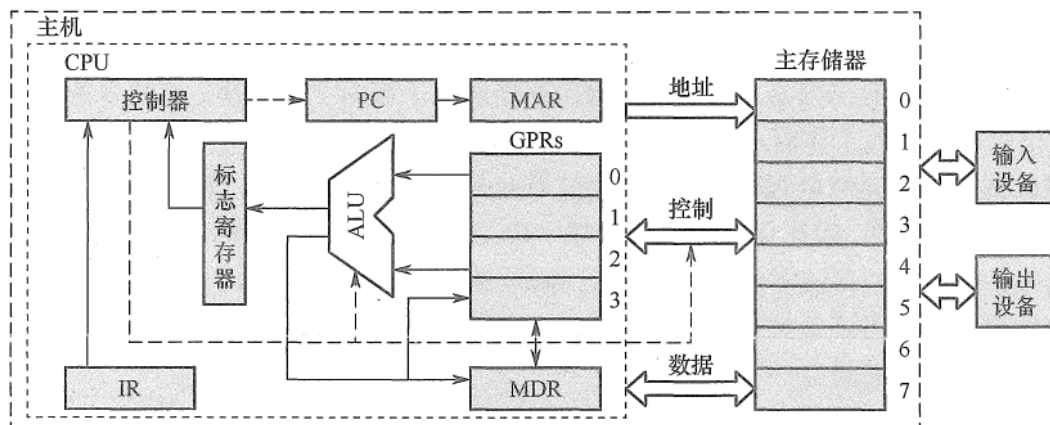 主机
CPU
控制器
PC
MAR
地址
主存储器
GPRs
标志寄存器
ALU
0
1
2
3
控制
数据
IR
MDR
0
1
2
3
4
5
6
7
输入
设备
输出
设备